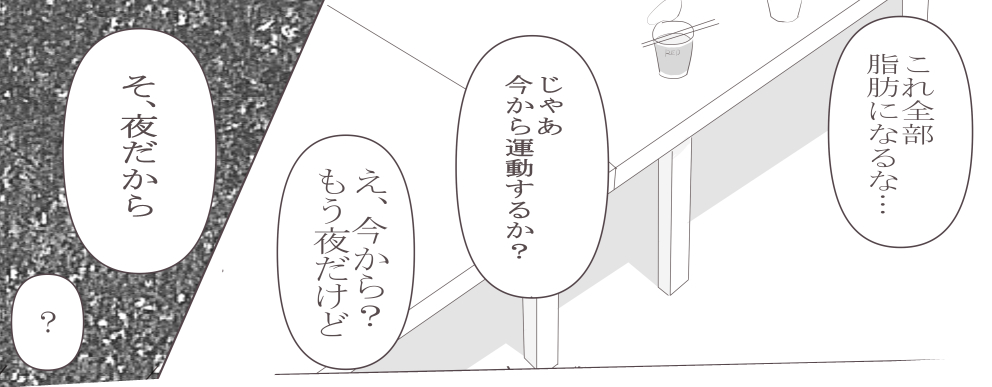 これ全部
脂肪になるな…
じゃあ
今から運動するか？
え、今から？
もう夜だけど
そ、夜だから
？